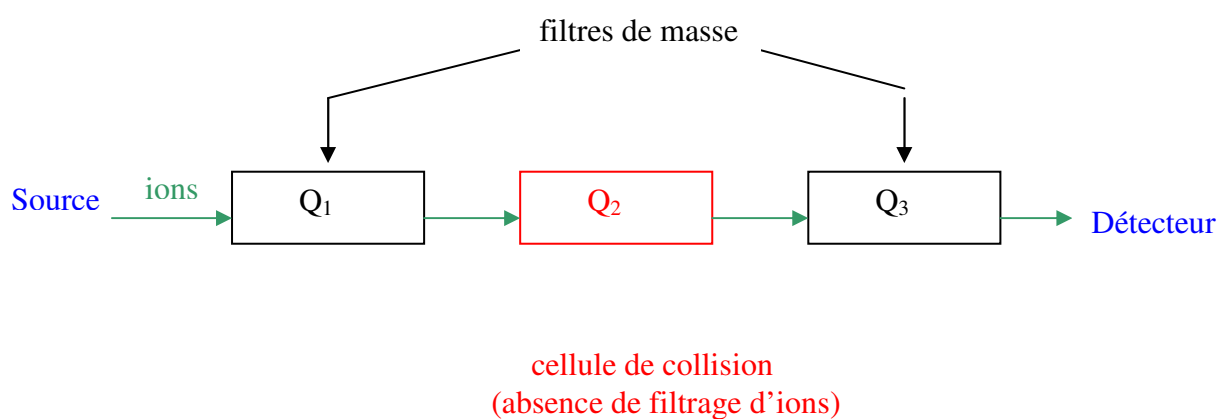 filtres de masse
Source
ions
Q₁
Q₂
Q₃
Détecteur
cellule de collision
(absence de filtrage d’ions)